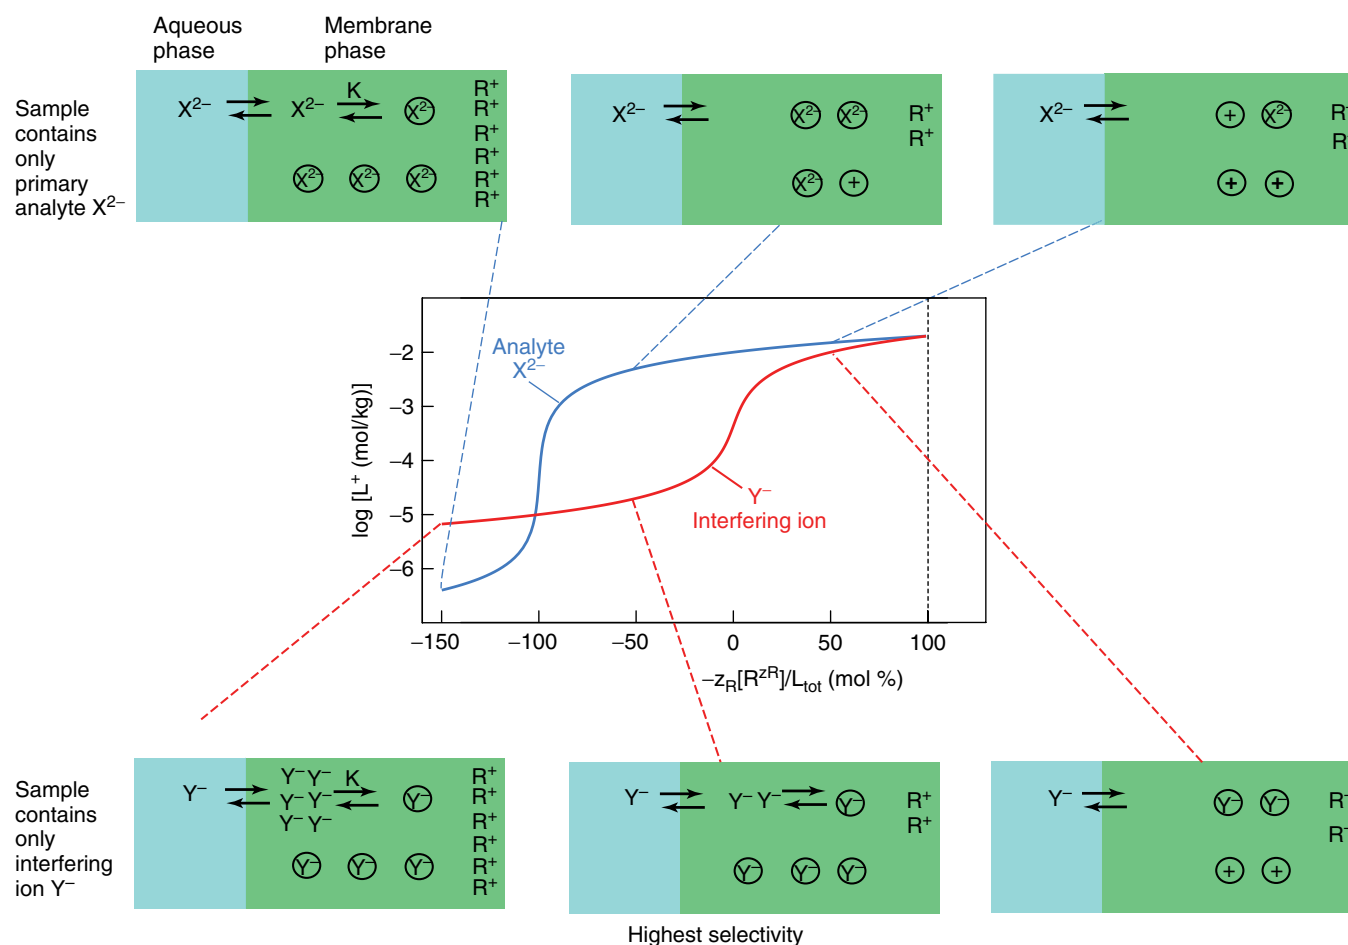 Aqueous phase
Membrane phase
Sample contains only primary analyte X²⁻
X²⁻ X²⁻ K X²⁻
X²⁻ X²⁻ X²⁻
R⁺
R⁺
R⁺
R⁺
R⁺
R⁺
X²⁻ X²⁻ X²⁻
X²⁻ +
R⁺
R⁺
X²⁻ + X²⁻
+ +
log [L⁺ (mol/kg)]
−2
−3
−4
−5
−6
Analyte
X²⁻
Y⁻
Interfering ion
−150 −100 −50 0 50 100
−z_R[R^zR]/L_tot (mol %)
Sample contains only interfering ion Y⁻
Y⁻ Y⁻Y⁻ K Y⁻
Y⁻ Y⁻
Y⁻ Y⁻
Y⁻ Y⁻ Y⁻
R⁺
R⁺
R⁺
R⁺
R⁺
R⁺
Y⁻ Y⁻ Y⁻ Y⁻
Y⁻ Y⁻ Y⁻
R⁺
R⁺
Y⁻ Y⁻ Y⁻
+ +
Highest selectivity